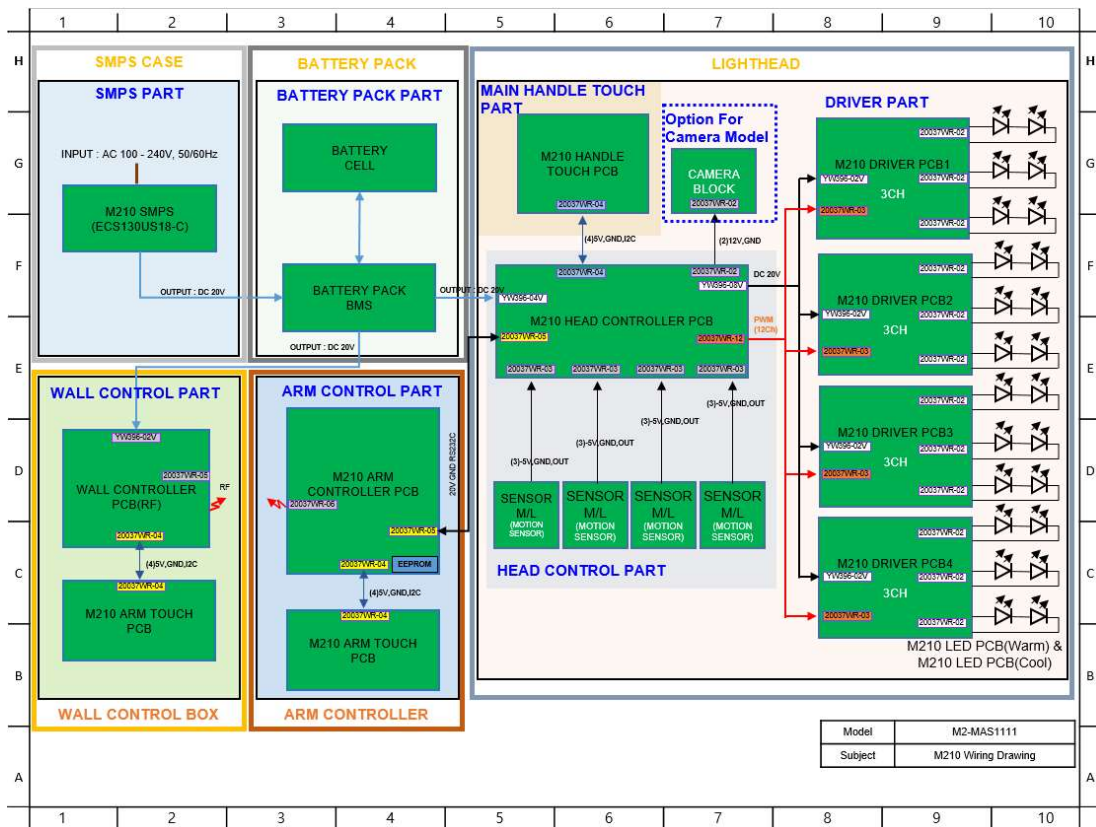 1 2 3 4 5 6 7 8 9 10
H H
G G
F F
E E
D D
C C
B B
A A
SMPS CASE
SMPS PART
INPUT : AC 100 - 240V, 50/60Hz
M210 SMPS
(ECS130US18-C)
OUTPUT : DC 20V
BATTERY PACK
BATTERY PACK PART
BATTERY
CELL
BATTERY PACK
BMS
OUTPUT : DC 20V
OUTPUT : DC 20V
LIGHTHEAD
MAIN HANDLE TOUCH
PART
M210 HANDLE
TOUCH PCB
20037WR-04
(4)5V,GND,I2C
Option For
Camera Model
CAMERA
BLOCK
20037WR-02
(2)12V,GND
20037WR-04
20037WR-02
YW396-08V
DC 20V
YW396-04V
M210 HEAD CONTROLLER PCB
20037WR-05
20037WR-12
PWM
(12Ch)
20037WR-03
20037WR-03
20037WR-03
20037WR-03
(3)-5V,GND,OUT
(3)-5V,GND,OUT
(3)-5V,GND,OUT
(3)-5V,GND,OUT
SENSOR
M/L
(MOTION
SENSOR)
SENSOR
M/L
(MOTION
SENSOR)
SENSOR
M/L
(MOTION
SENSOR)
SENSOR
M/L
(MOTION
SENSOR)
HEAD CONTROL PART
DRIVER PART
20037WR-02
M210 DRIVER PCB1
YW396-02V
20037WR-02
3CH
20037WR-03
20037WR-02
20037WR-02
M210 DRIVER PCB2
20037WR-02
YW396-02V
3CH
20037WR-03
20037WR-02
20037WR-02
M210 DRIVER PCB3
YW396-02V
20037WR-02
3CH
20037WR-03
20037WR-02
20037WR-02
M210 DRIVER PCB4
YW396-02V
20037WR-02
3CH
20037WR-03
20037WR-02
M210 LED PCB(Warm) &
M210 LED PCB(Cool)
WALL CONTROL PART
YW396-02V
20037WR-05
WALL CONTROLLER
PCB(RF)
RF
20037WR-04
(4)5V,GND,I2C
20037WR-04
M210 ARM TOUCH
PCB
WALL CONTROL BOX
ARM CONTROL PART
M210 ARM
CONTROLLER PCB
20037WR-06
20037WR-05
20V GND RS232C
20037WR-04
EEPROM
(4)5V,GND,I2C
20037WR-04
M210 ARM TOUCH
PCB
ARM CONTROLLER
Model M2-MAS1111
Subject M210 Wiring Drawing
1 2 3 4 5 6 7 8 9 10